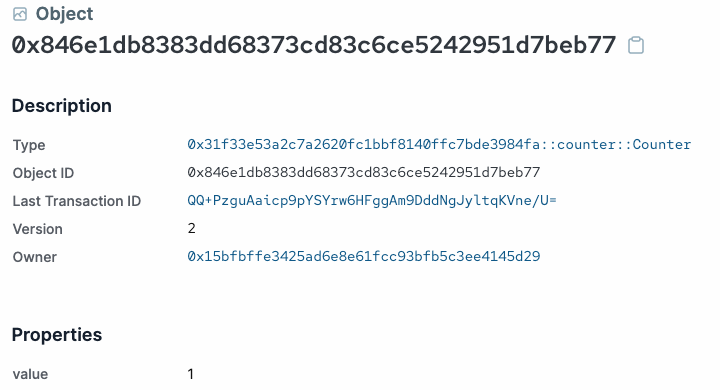 Object
0x846e1db8383dd68373cd83c6ce5242951d7beb77
Description
Type 0x31f33e53a2c7a2620fc1bbf8140ffc7bde3984fa::counter::Counter
Object ID 0x846e1db8383dd68373cd83c6ce5242951d7beb77
Last Transaction ID QQ+PzguAaicp9pYSYrw6HFggAm9DddNgJyltqKVne/U=
Version 2
Owner 0x15bfbffe3425ad6e8e61fcc93bfb5c3ee4145d29
Properties
value 1